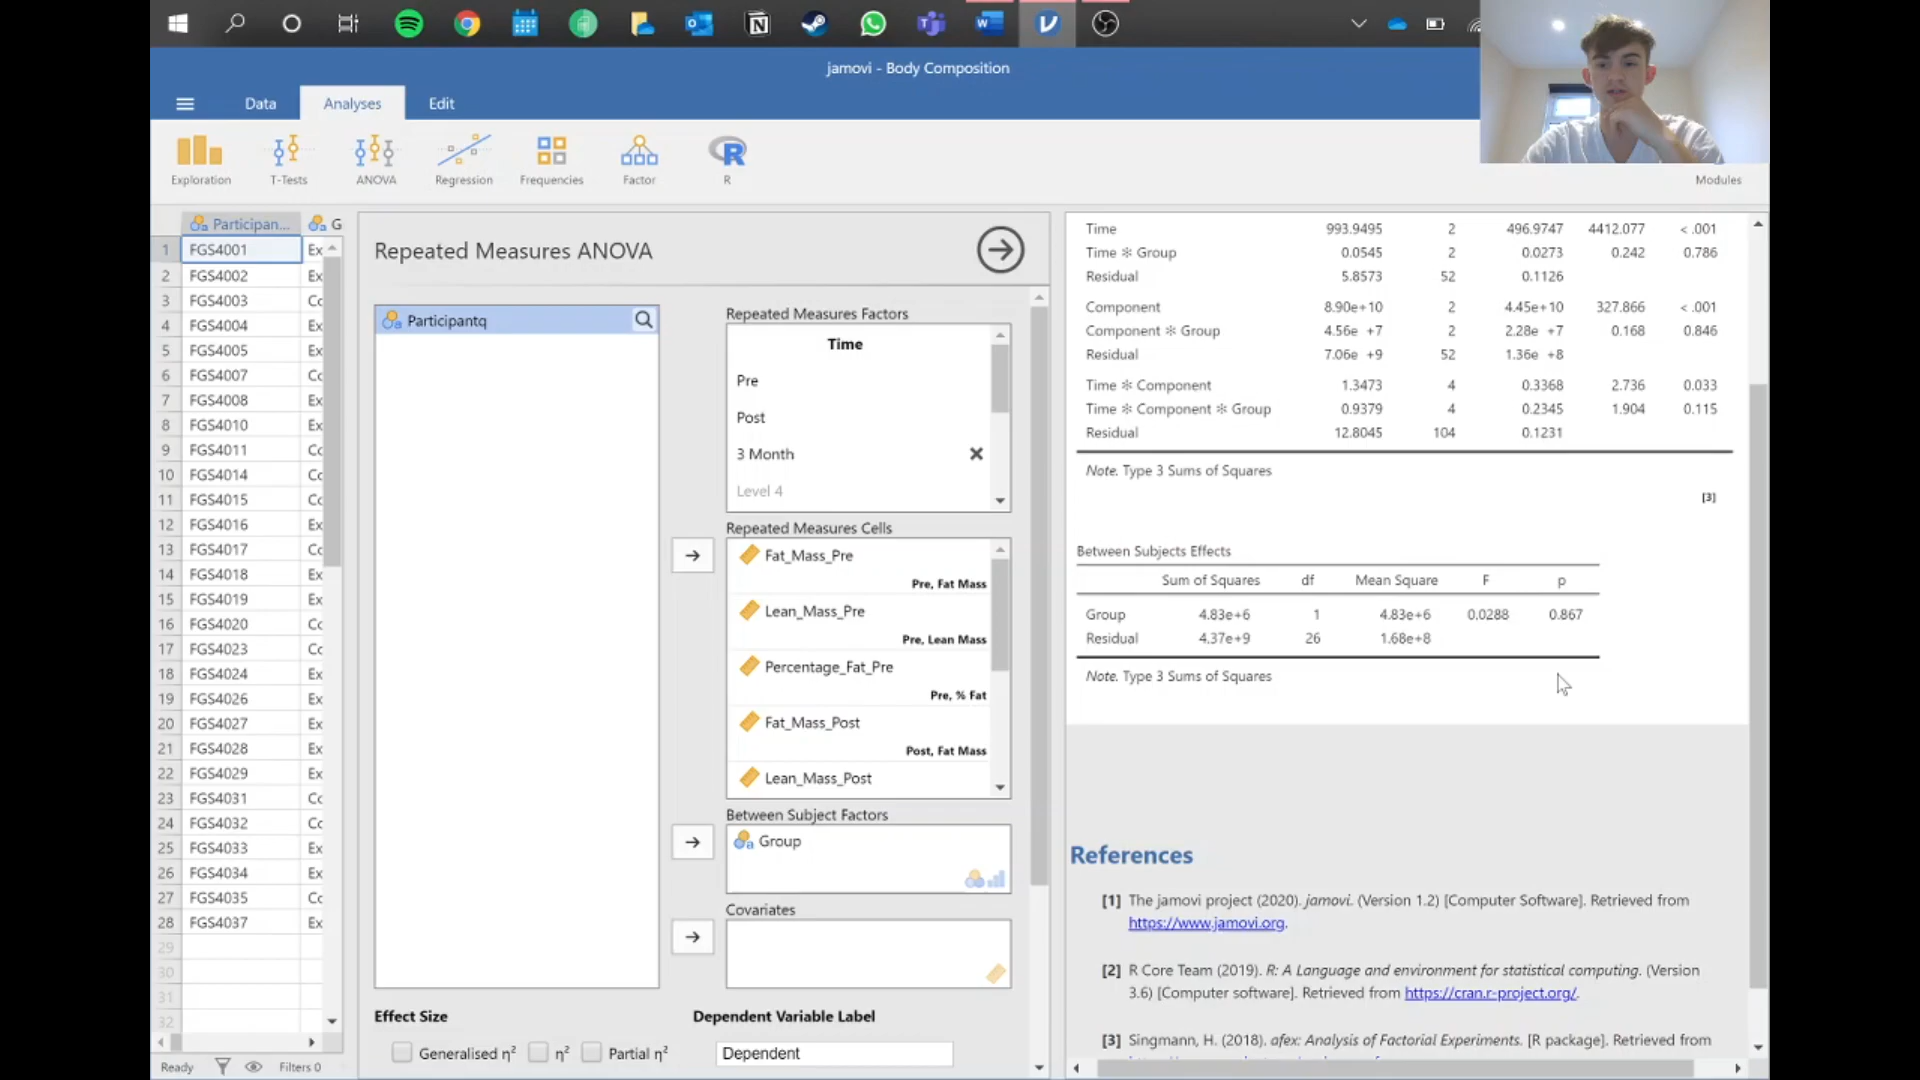 jamovi - Body Composition
Data Analyses Edit
Exploration T-Tests ANOVA Regression Frequencies Factor R Modules
Participan... G
1 FGS4001 Ex
2 FGS4002 Ex
3 FGS4003 Cc
4 FGS4004 Ex
5 FGS4005 Ex
6 FGS4007 Cc
7 FGS4008 Ex
8 FGS4010 Ex
9 FGS4011 Cc
10 FGS4014 Cc
11 FGS4015 Cc
12 FGS4016 Ex
13 FGS4017 Cc
14 FGS4018 Ex
15 FGS4019 Ex
16 FGS4020 Cc
17 FGS4023 Cc
18 FGS4024 Ex
19 FGS4026 Ex
20 FGS4027 Ex
21 FGS4028 Ex
22 FGS4029 Ex
23 FGS4031 Cc
24 FGS4032 Cc
25 FGS4033 Ex
26 FGS4034 Ex
27 FGS4035 Cc
28 FGS4037 Ex
29
30
31
32
Ready Filters 0
Repeated Measures ANOVA
Participantq
Repeated Measures Factors
Time
Pre
Post
3 Month
Level 4
Repeated Measures Cells
Fat_Mass_Pre
Pre, Fat Mass
Lean_Mass_Pre
Pre, Lean Mass
Percentage_Fat_Pre
Pre, % Fat
Fat_Mass_Post
Post, Fat Mass
Lean_Mass_Post
Between Subject Factors
Group
Covariates
Effect Size
Generalised η² η² Partial η²
Dependent Variable Label
Dependent
Time 993.9495 2 496.9747 4412.077 < .001
Time ✻ Group 0.0545 2 0.0273 0.242 0.786
Residual 5.8573 52 0.1126
Component 8.90e+10 2 4.45e+10 327.866 < .001
Component ✻ Group 4.56e +7 2 2.28e +7 0.168 0.846
Residual 7.06e +9 52 1.36e +8
Time ✻ Component 1.3473 4 0.3368 2.736 0.033
Time ✻ Component ✻ Group 0.9379 4 0.2345 1.904 0.115
Residual 12.8045 104 0.1231
Note. Type 3 Sums of Squares
[3]
Between Subjects Effects
Sum of Squares df Mean Square F p
Group 4.83e+6 1 4.83e+6 0.0288 0.867
Residual 4.37e+9 26 1.68e+8
Note. Type 3 Sums of Squares
References
[1] The jamovi project (2020). jamovi. (Version 1.2) [Computer Software]. Retrieved from
https://www.jamovi.org.
[2] R Core Team (2019). R: A Language and environment for statistical computing. (Version
3.6) [Computer software]. Retrieved from https://cran.r-project.org/.
[3] Singmann, H. (2018). afex: Analysis of Factorial Experiments. [R package]. Retrieved from